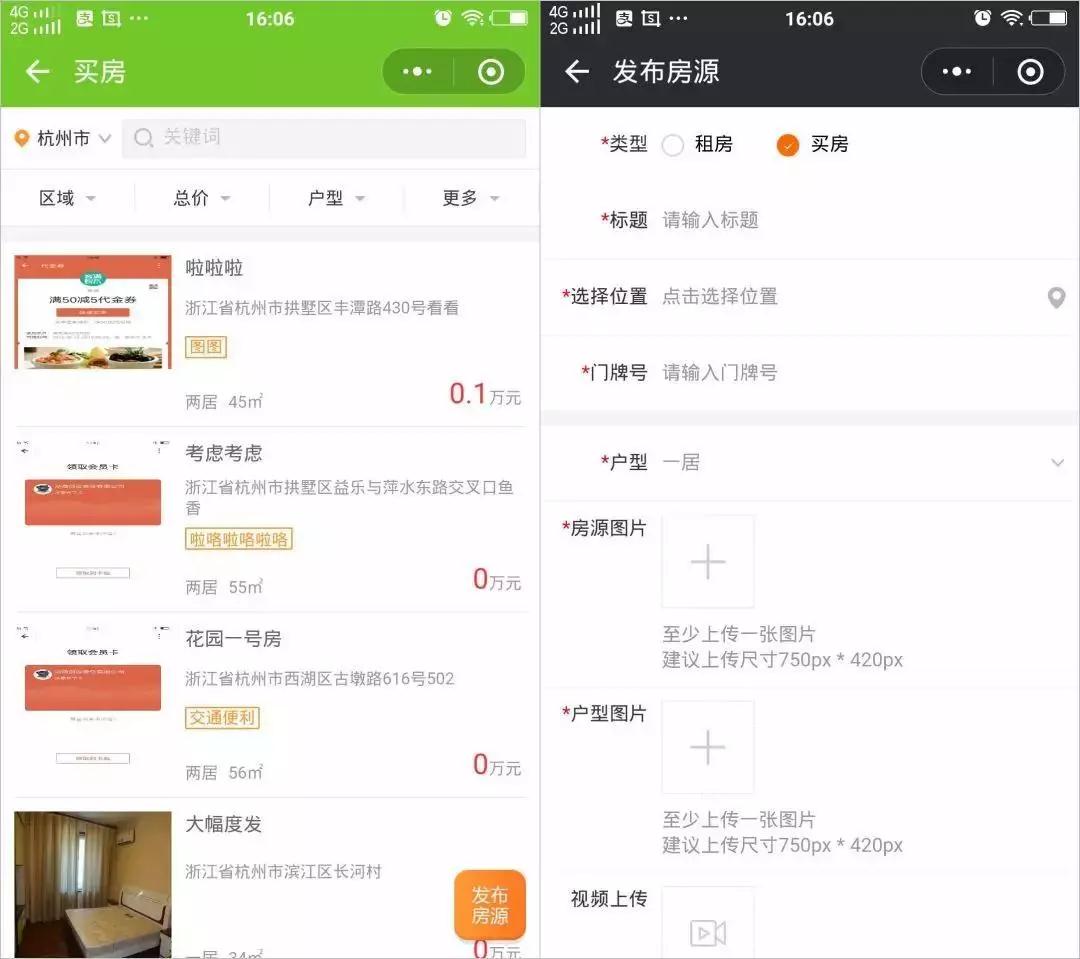 4G
2G
支
S
16:06
买房
杭州市
关键词
区域
总价
户型
更多
代金券
满50减5代金券
啦啦啦
浙江省杭州市拱墅区丰潭路430号看看
图图
两居 45㎡
0.1万元
领取会员卡
考虑考虑
浙江省杭州市拱墅区益乐与萍水东路交叉口鱼
香
啦咯啦咯啦咯
两居 55㎡
0万元
领取会员卡
花园一号房
浙江省杭州市西湖区古墩路616号502
交通便利
两居 56㎡
0万元
大幅度发
浙江省杭州市滨江区长河村
发布
房源
一居 34㎡
0万元
4G
2G
支
S
16:06
发布房源
*类型 租房 买房
*标题 请输入标题
*选择位置 点击选择位置
*门牌号 请输入门牌号
*户型 一居
*房源图片
至少上传一张图片
建议上传尺寸750px * 420px
*户型图片
至少上传一张图片
建议上传尺寸750px * 420px
视频上传